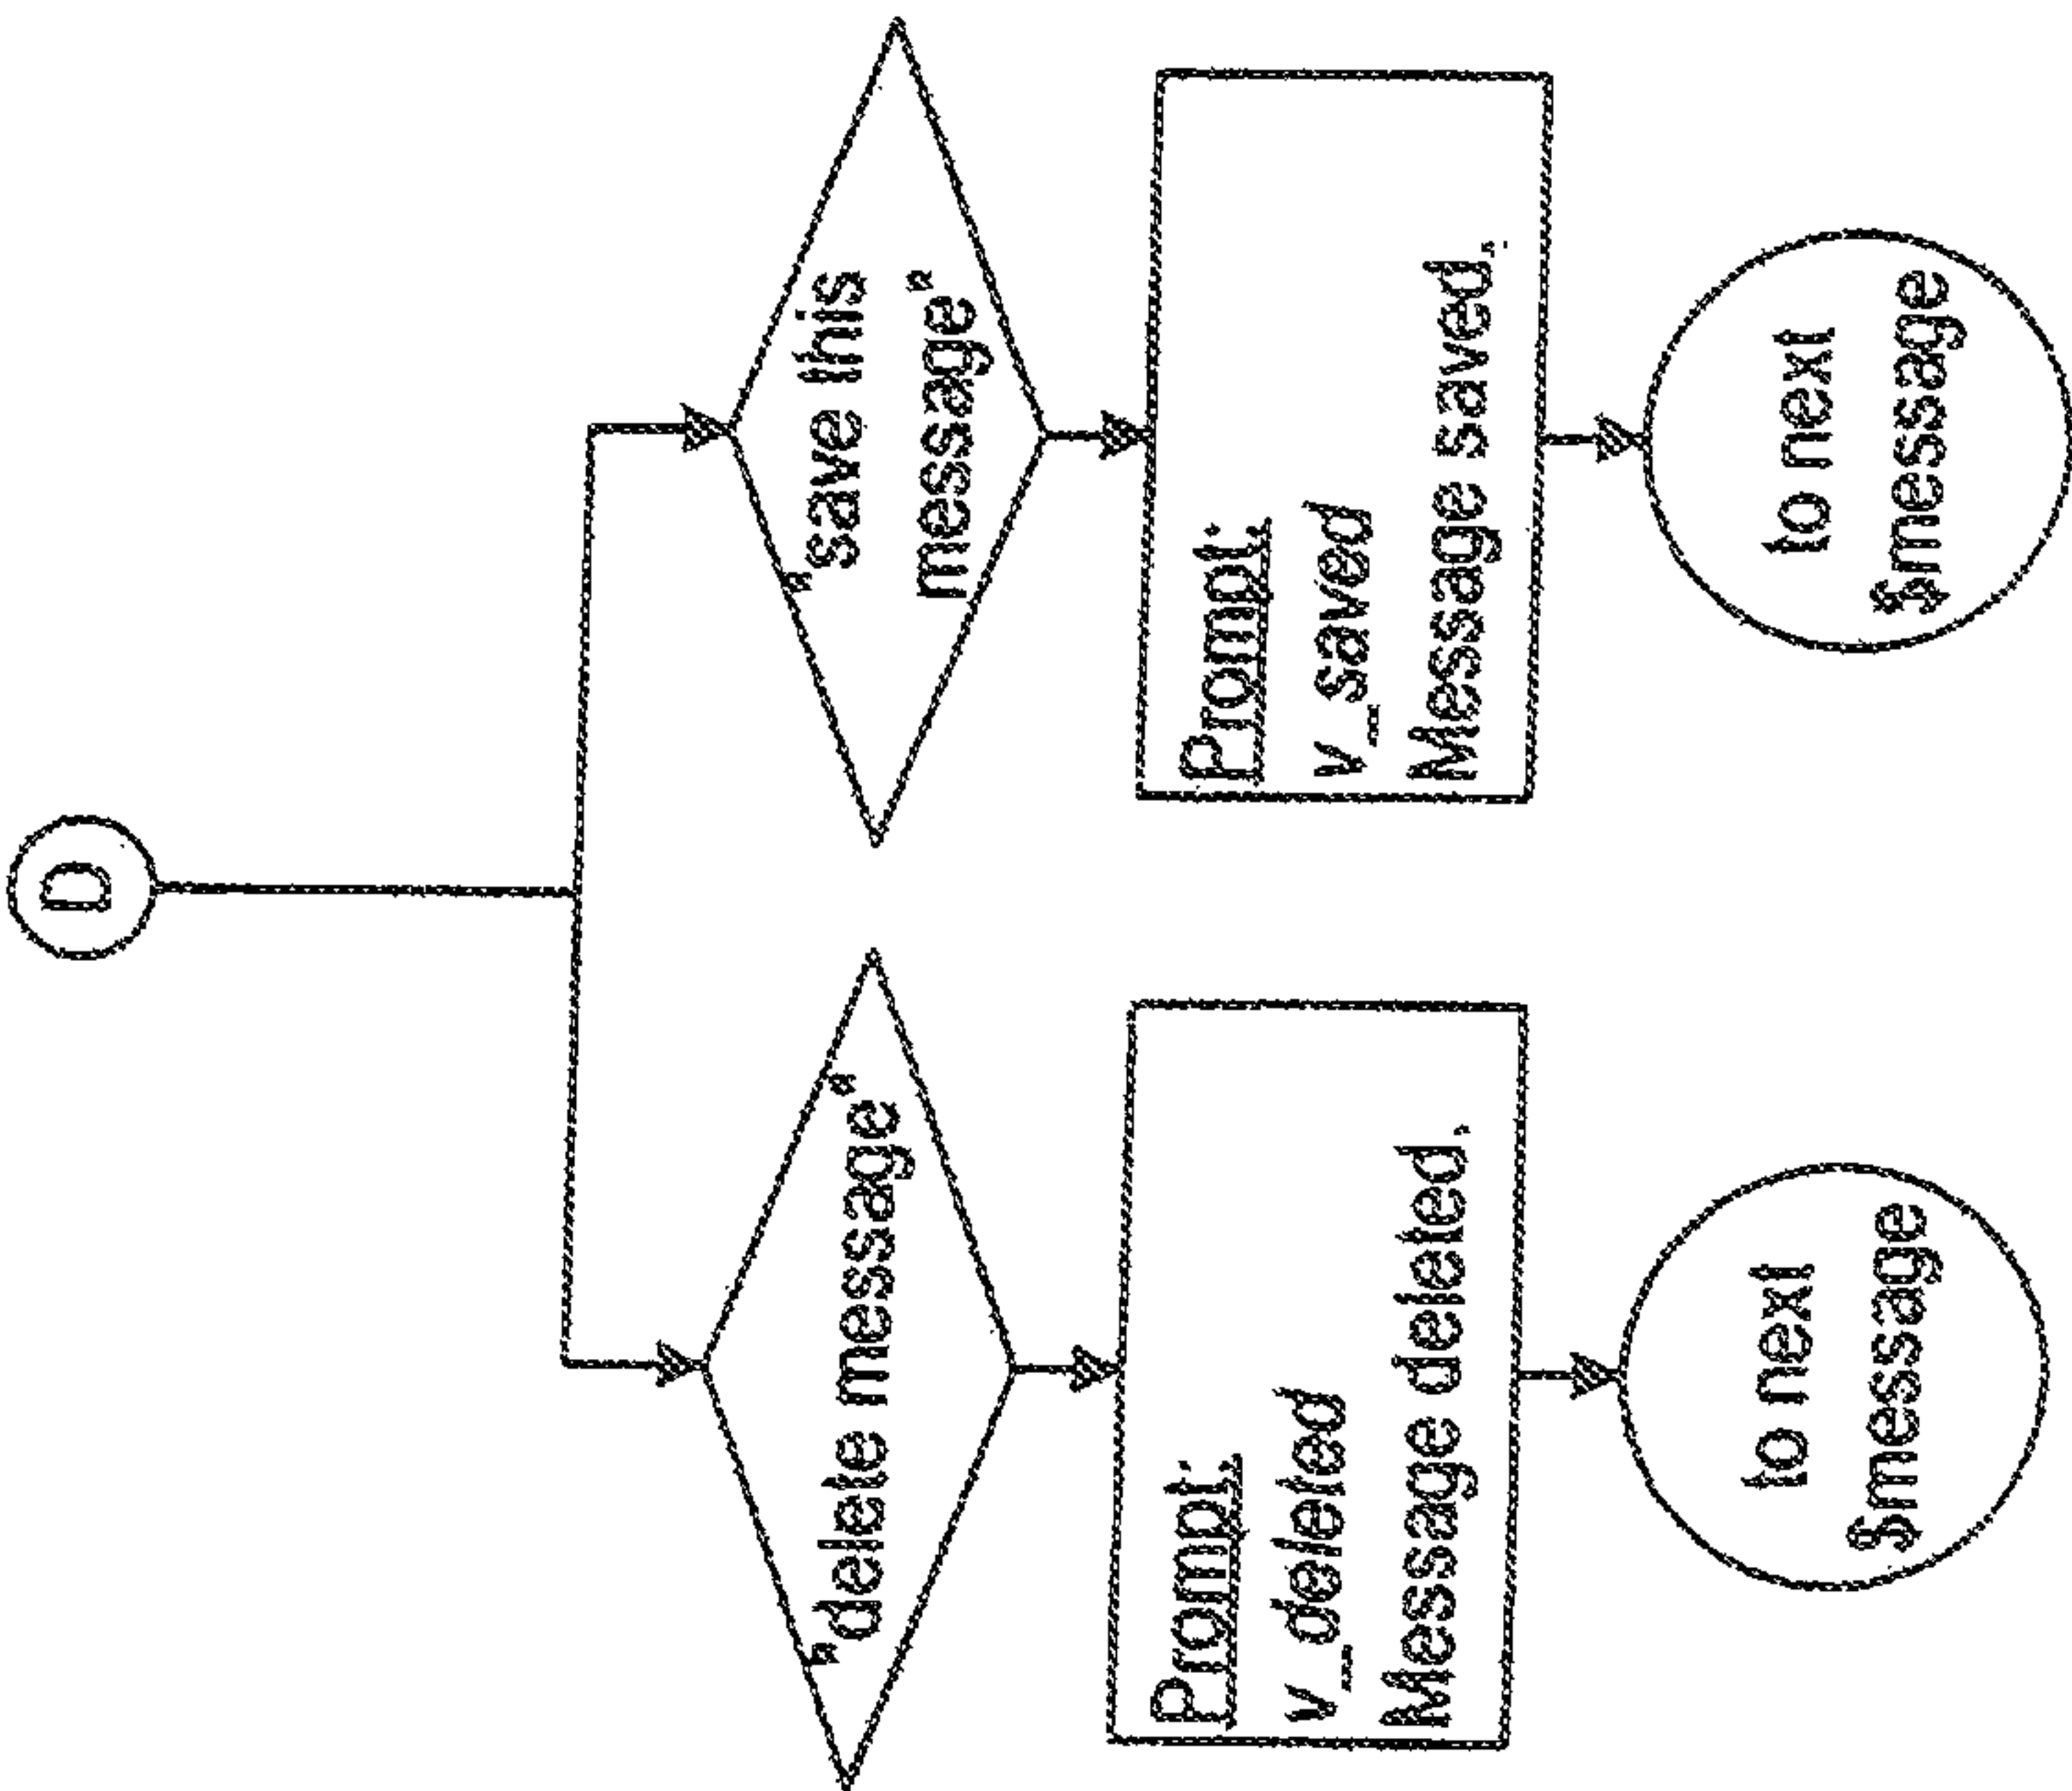 D
"delete message"
Prompt:
v_deleted
Message deleted.
to next
$message
"save this
message"
Prompt:
v_saved
Message saved.
to next
$message